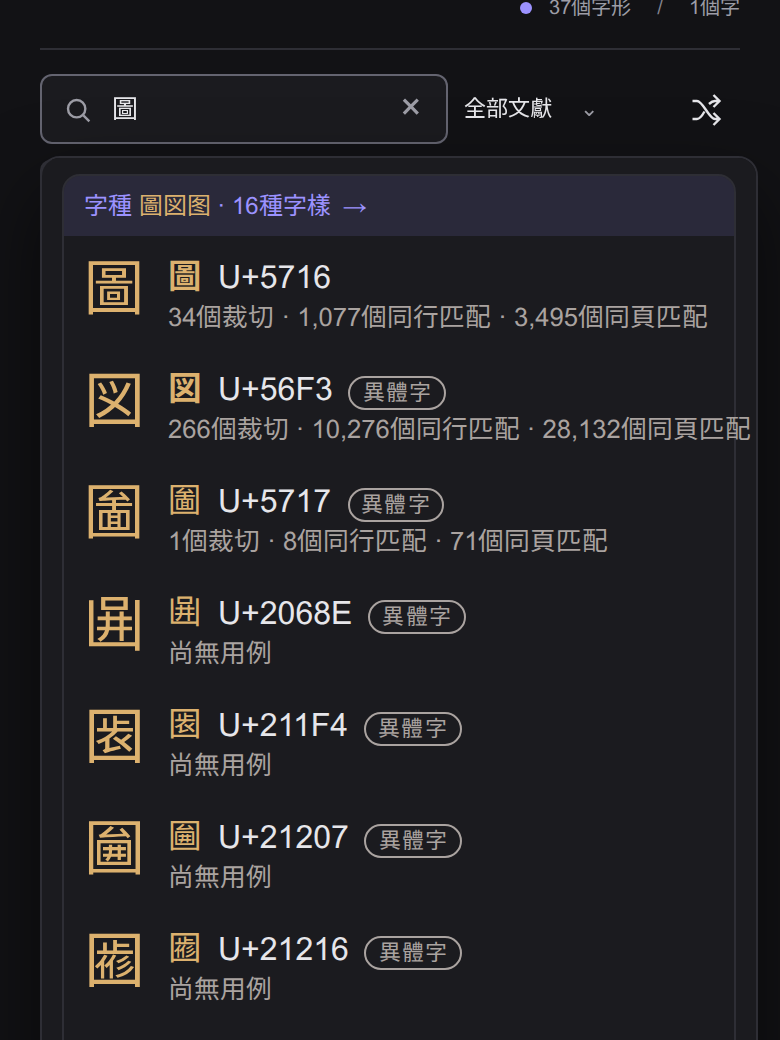 37個字形 / 1個字
圖 ✕ 全部文獻
字種 圖図图 · 16種字樣 →
圖 圖 U+5716
34個裁切 · 1,077個同行匹配 · 3,495個同頁匹配
図 図 U+56F3 異體字
266個裁切 · 10,276個同行匹配 · 28,132個同頁匹配
圗 圗 U+5717 異體字
1個裁切 · 8個同行匹配 · 71個同頁匹配
𠚎 𠚎 U+2068E 異體字
尚無用例
𡇴 𡇴 U+211F4 異體字
尚無用例
𡈇 𡈇 U+21207 異體字
尚無用例
𡈖 𡈖 U+21216 異體字
尚無用例